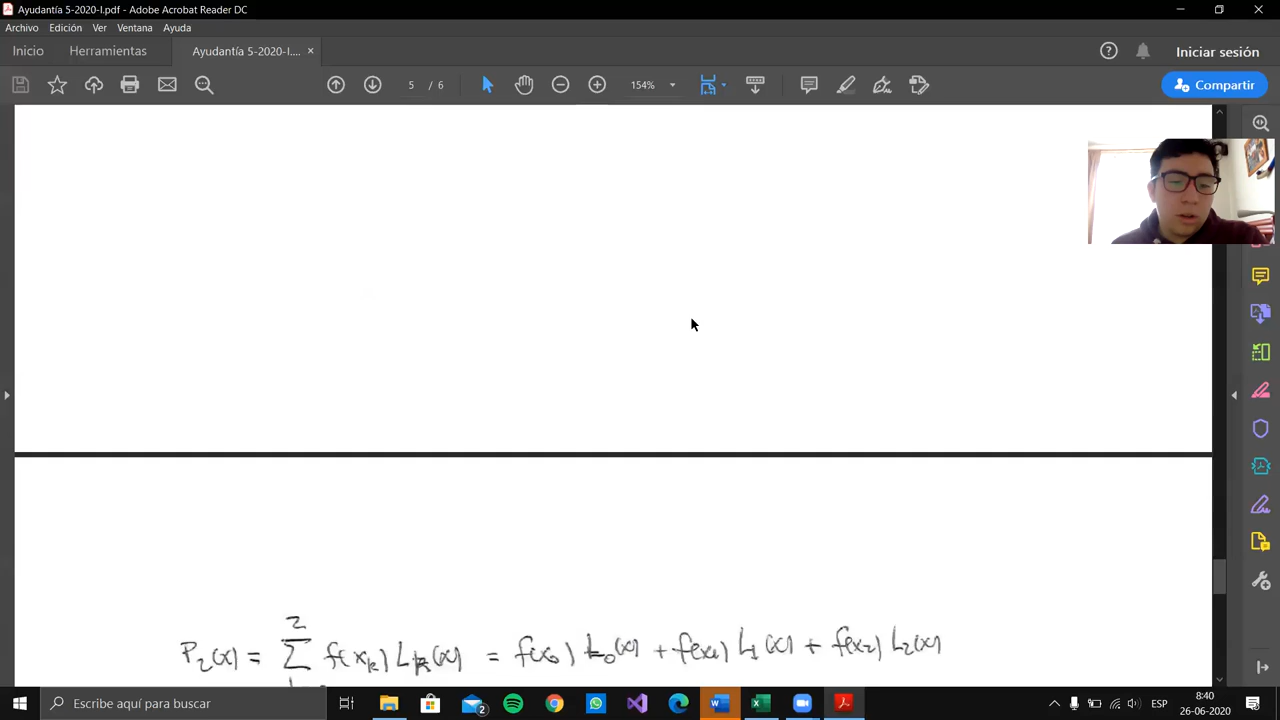 Ayudantía 5-2020-I.pdf - Adobe Acrobat Reader DC
Archivo Edición Ver Ventana Ayuda
Inicio Herramientas Ayudantía 5-2020-I.... × Iniciar sesión
5 / 6 154% Compartir
2
P₂(x) = Σ f(xₖ) Lₖ(x) = f(x₀) L₀(x) + f(x₁) L₁(x) + f(x₂) L₂(x)
Escribe aquí para buscar 2 ESP 8:40
26-06-2020